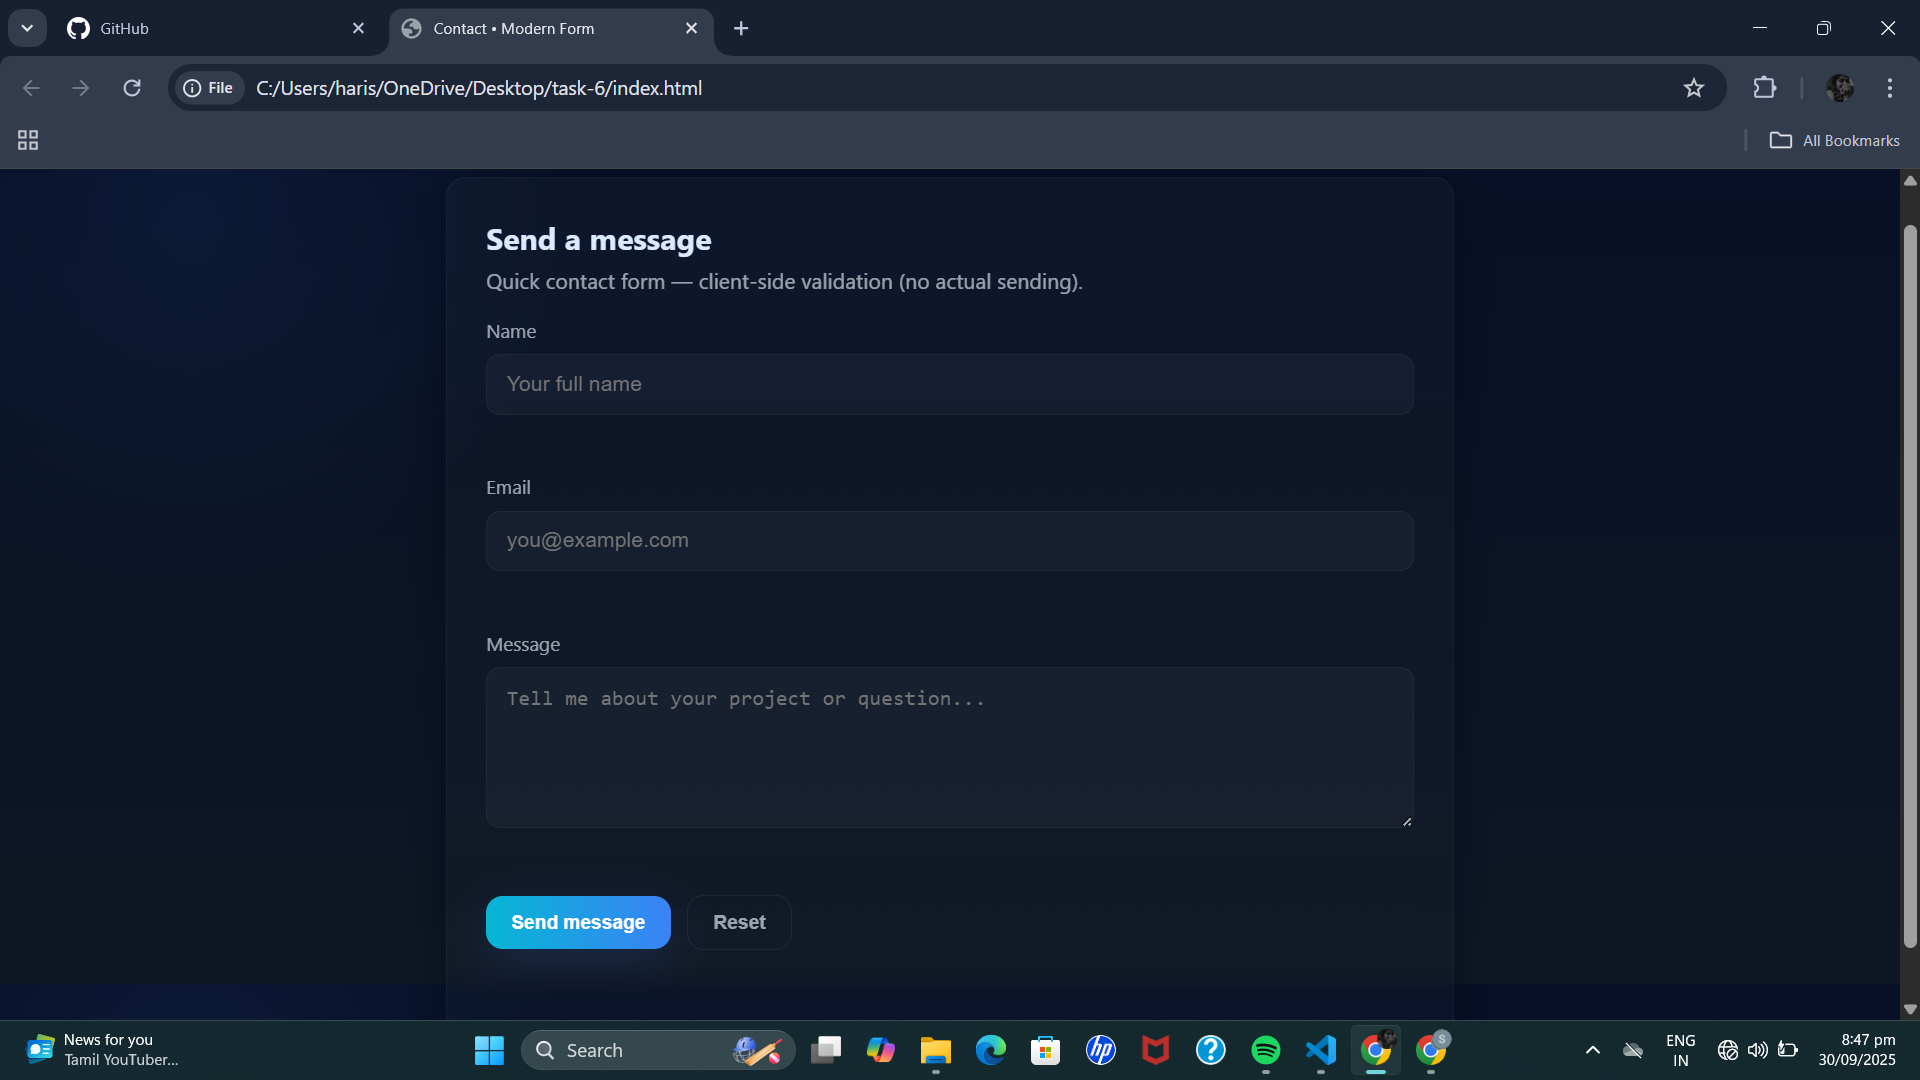 GitHub
Contact • Modern Form
File
C:/Users/haris/OneDrive/Desktop/task-6/index.html
All Bookmarks
Send a message
Quick contact form — client-side validation (no actual sending).
Name
Your full name
Email
you@example.com
Message
Tell me about your project or question...
Send message
Reset
News for you
Tamil YouTuber...
Search
hp
S
ENG
IN
8:47 pm
30/09/2025